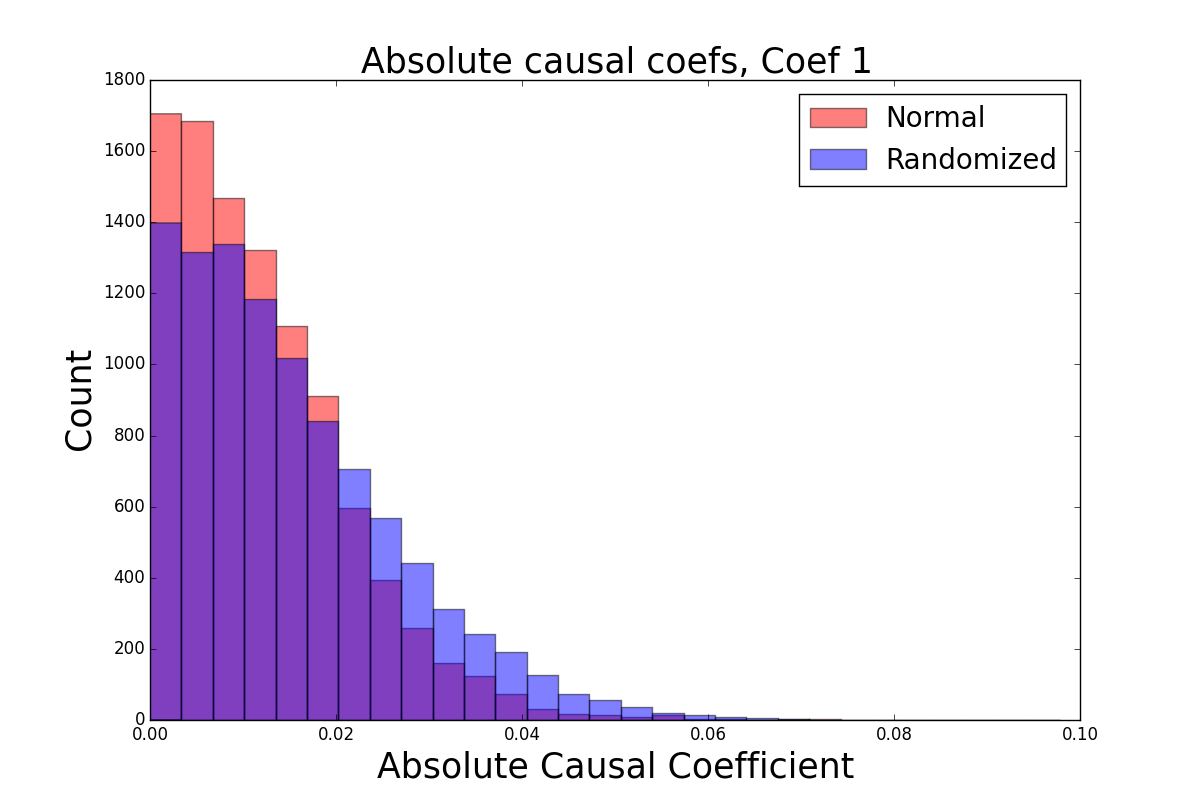 Absolute causal coefs, Coef 1
Normal
Randomized
1800
1600
1400
1200
1000
800
600
400
200
0
Count
0.00 0.02 0.04 0.06 0.08 0.10
Absolute Causal Coefficient